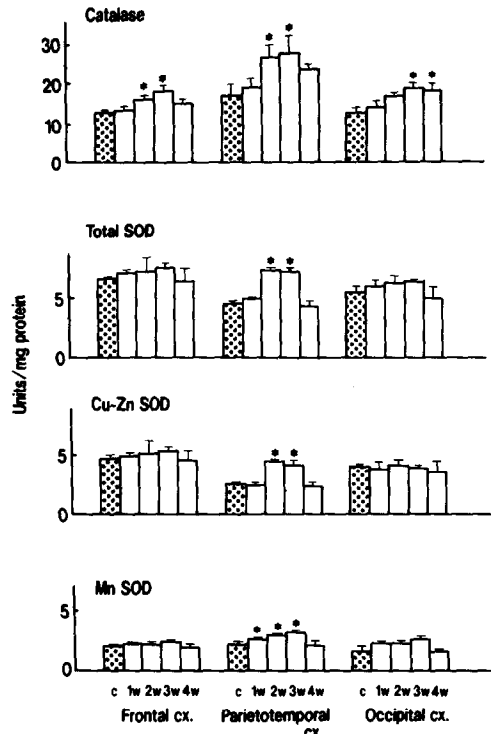 Catalase
30
20
10
0
* * * * * *
Total SOD
5
0
* *
Units/mg protein
Cu-Zn SOD
5
0
* *
Mn SOD
5
0
* * *
c 1w 2w 3w 4w c 1w 2w 3w 4w c 1w 2w 3w 4w
Frontal cx. Parietotemporal cx. Occipital cx.